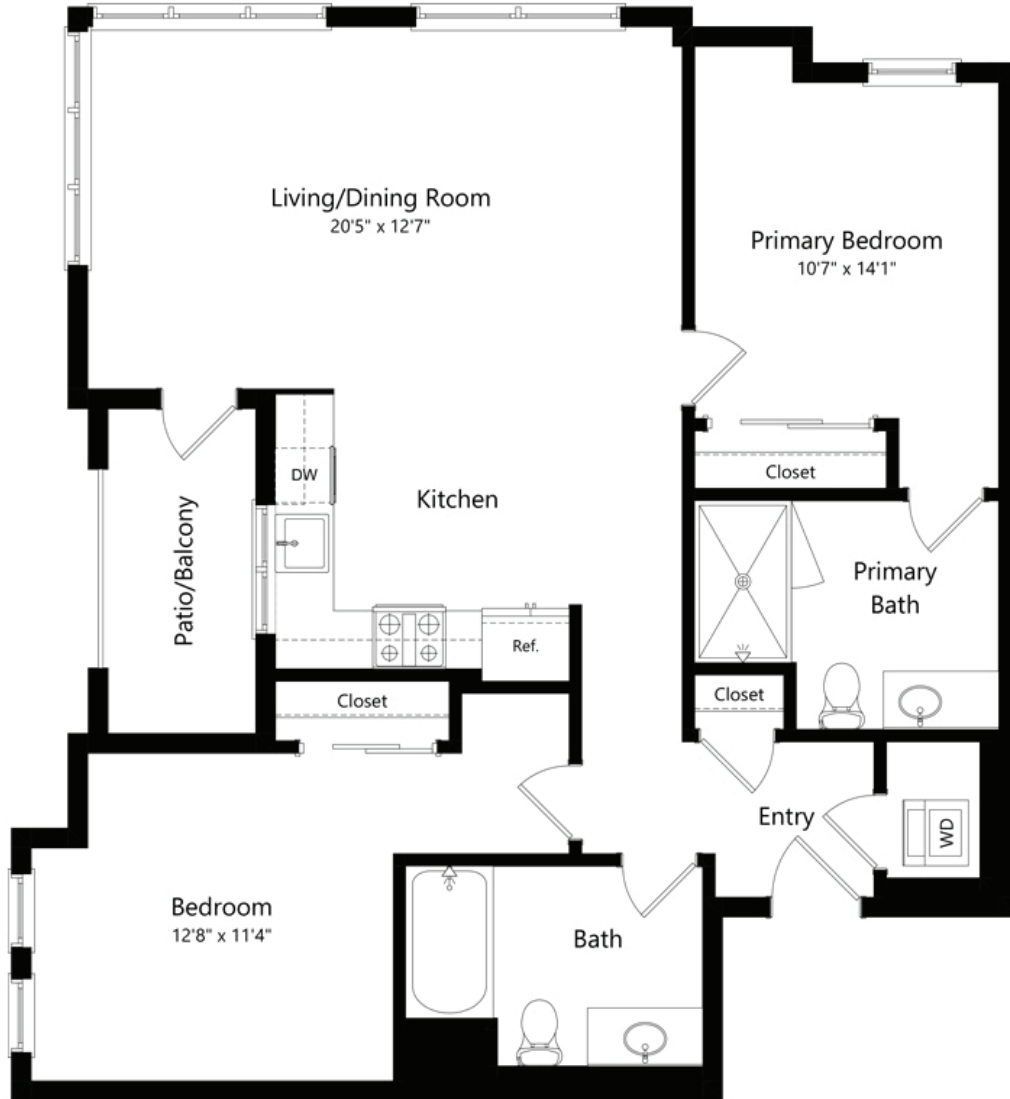 Living/Dining Room
20'5" x 12'7"
Primary Bedroom
10'7" x 14'1"
DW
Closet
Kitchen
Patio/Balcony
Primary
Bath
Ref.
Closet
Closet
Entry
WD
Bedroom
12'8" x 11'4"
Bath